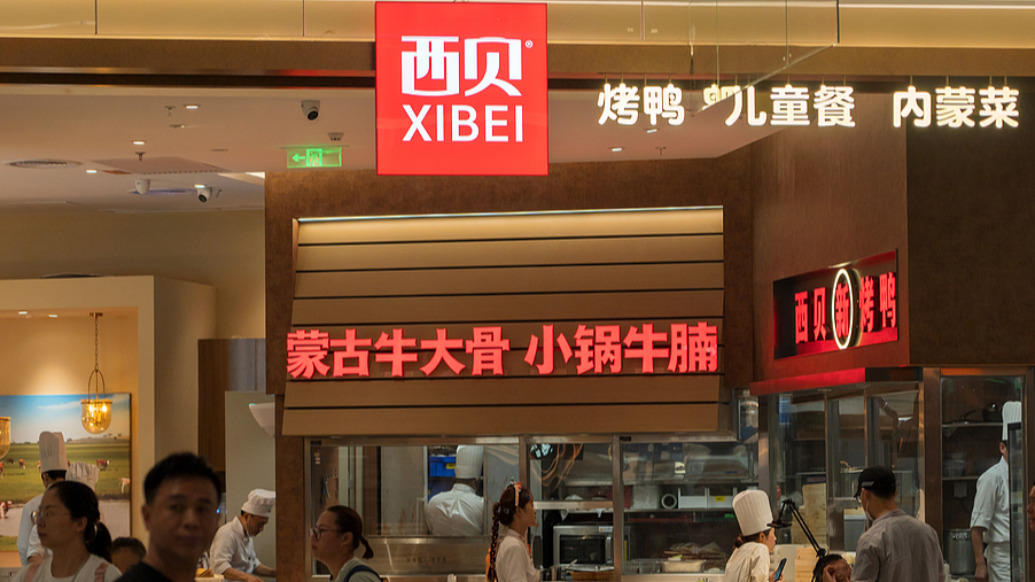 西贝®
XIBEI
烤鸭 儿童餐 内蒙菜
西贝新烤鸭
蒙古牛大骨 小锅牛腩